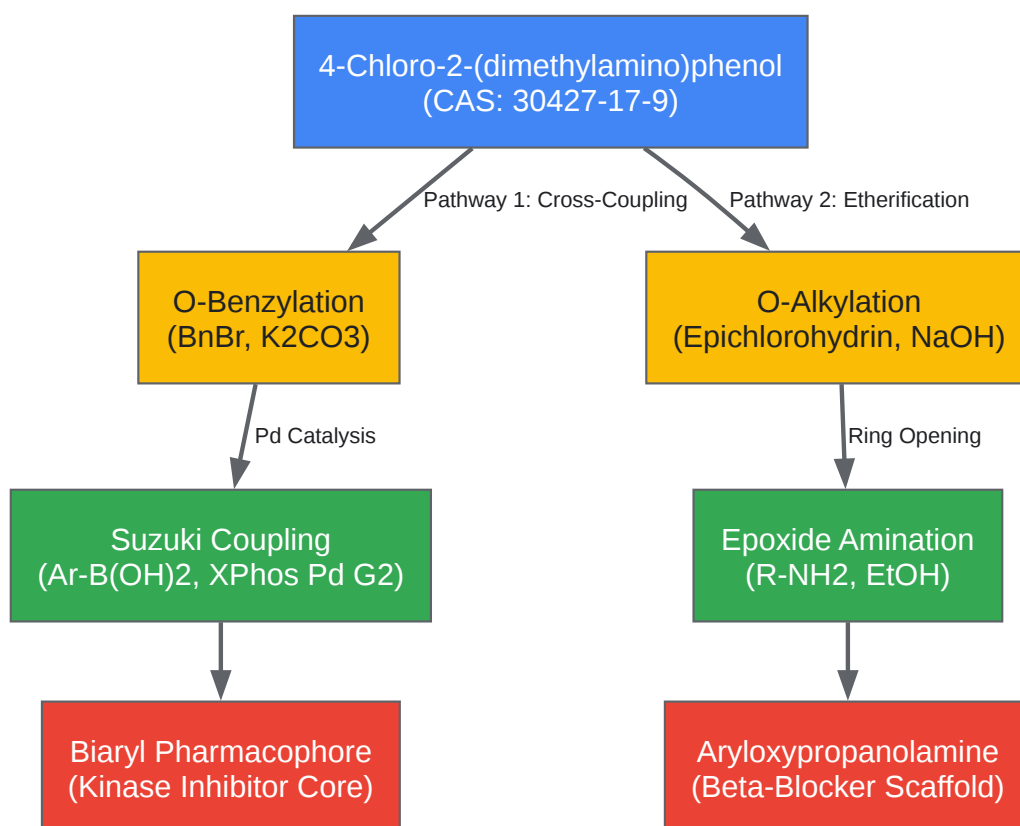 4-Chloro-2-(dimethylamino)phenol
(CAS: 30427-17-9)
Pathway 1: Cross-Coupling
Pathway 2: Etherification
O-Benzylation
(BnBr, K2CO3)
O-Alkylation
(Epichlorohydrin, NaOH)
Pd Catalysis
Ring Opening
Suzuki Coupling
(Ar-B(OH)2, XPhos Pd G2)
Epoxide Amination
(R-NH2, EtOH)
Biaryl Pharmacophore
(Kinase Inhibitor Core)
Aryloxypropanolamine
(Beta-Blocker Scaffold)